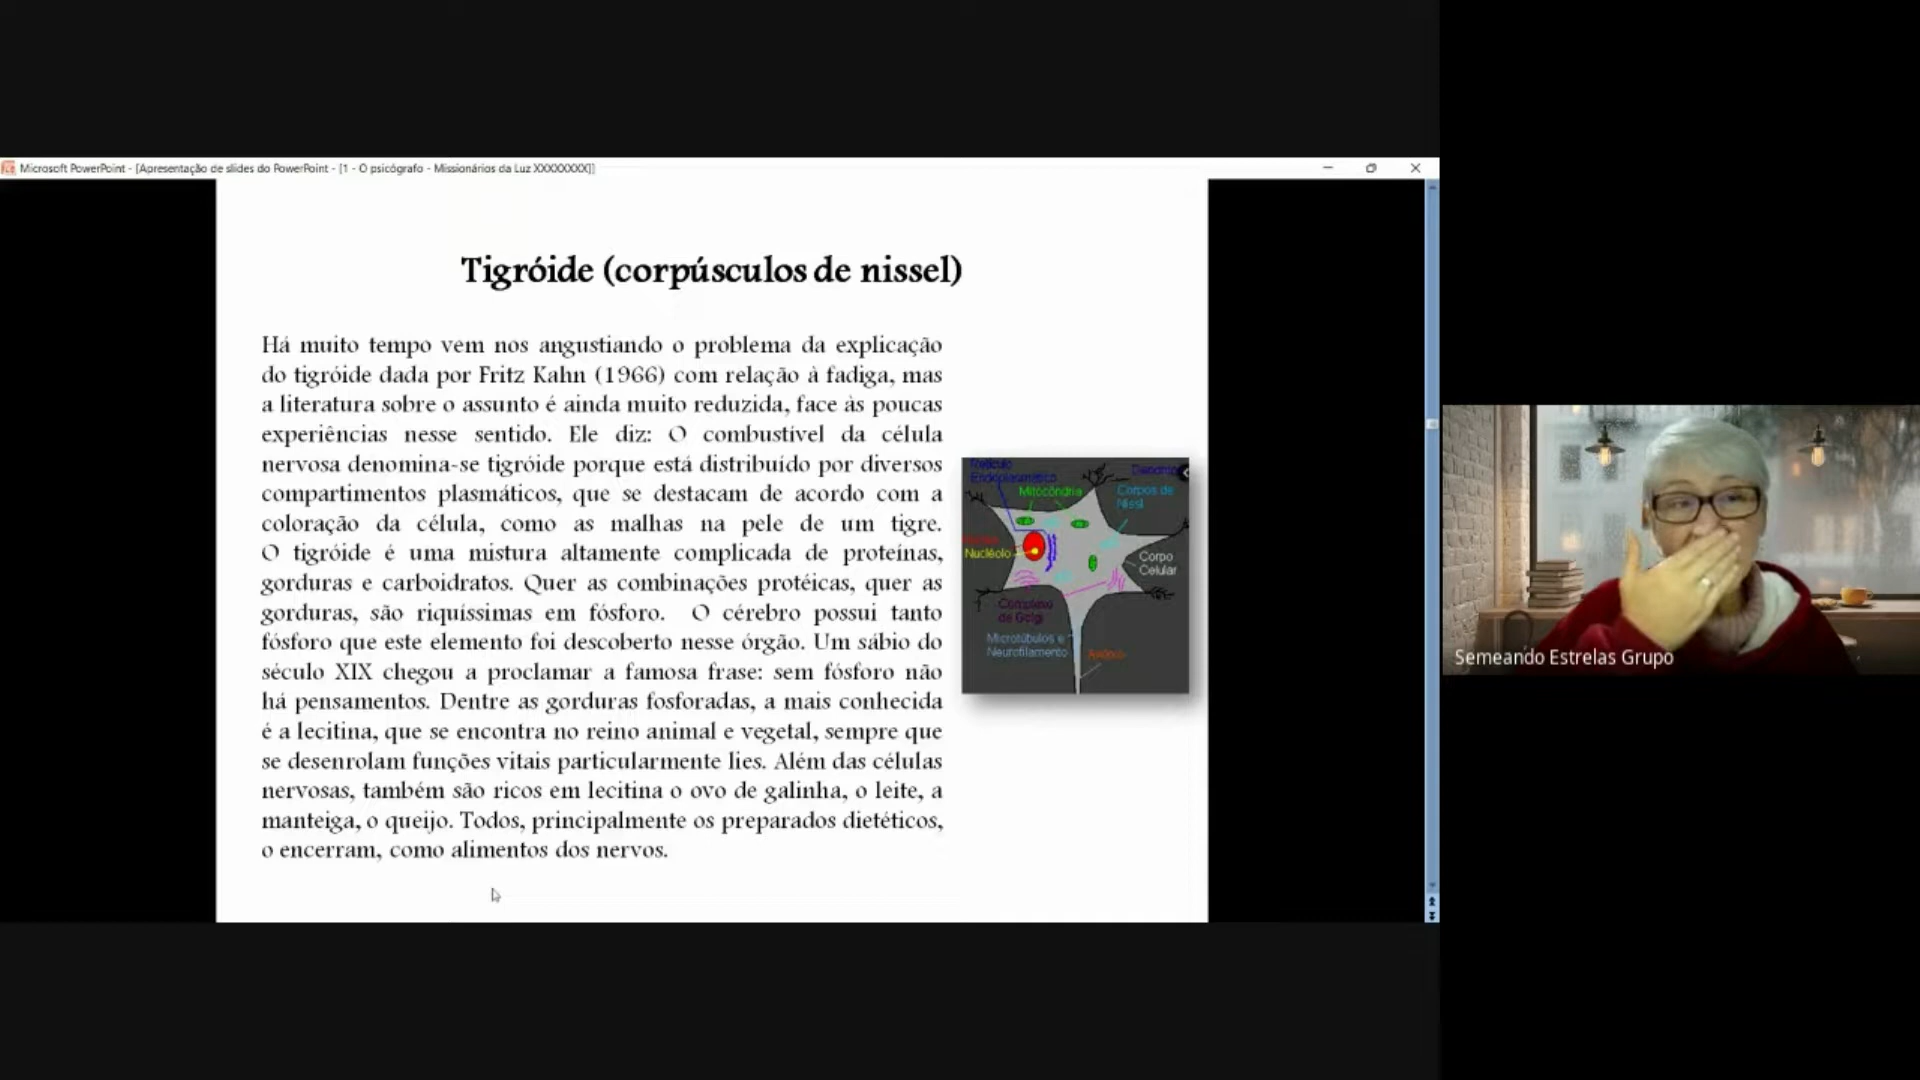 Microsoft PowerPoint - [Apresentação de slides do PowerPoint - [1 - O psicógrafo - Missionários da Luz XXXXXXXX]]
Tigróide (corpúsculos de nissel)
Há muito tempo vem nos angustiando o problema da explicação
do tigróide dada por Fritz Kahn (1966) com relação à fadiga, mas
a literatura sobre o assunto é ainda muito reduzida, face às poucas
experiências nesse sentido. Ele diz: O combustível da célula
nervosa denomina-se tigróide porque está distribuído por diversos
compartimentos plasmáticos, que se destacam de acordo com a
coloração da célula, como as malhas na pele de um tigre.
O tigróide é uma mistura altamente complicada de proteínas,
gorduras e carboidratos. Quer as combinações protéicas, quer as
gorduras, são riquíssimas em fósforo. O cérebro possui tanto
fósforo que este elemento foi descoberto nesse órgão. Um sábio do
século XIX chegou a proclamar a famosa frase: sem fósforo não
há pensamentos. Dentre as gorduras fosforadas, a mais conhecida
é a lecitina, que se encontra no reino animal e vegetal, sempre que
se desenrolam funções vitais particularmente lies. Além das células
nervosas, também são ricos em lecitina o ovo de galinha, o leite, a
manteiga, o queijo. Todos, principalmente os preparados dietéticos,
o encerram, como alimentos dos nervos.
Retículo
Endoplasmático
Mitocôndria
Corpos de
Nissl
Nucléolo
Corpo
Celular
Complexo
de Golgi
Microtúbulos e
Neurofilamento
Axônio
Semeando Estrelas Grupo